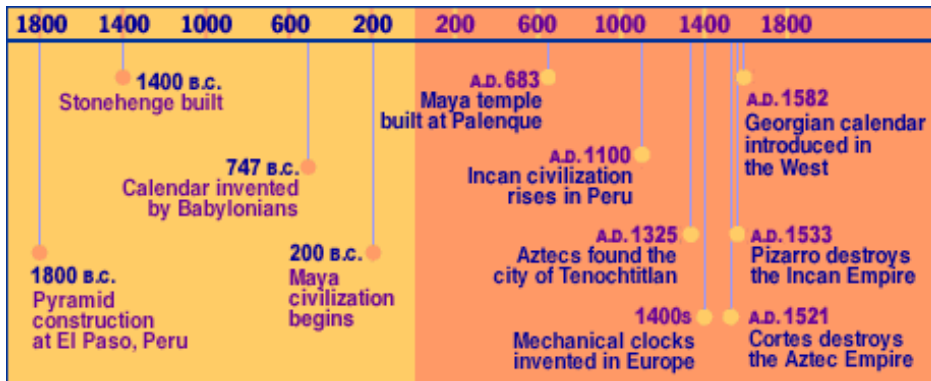 1800 1400 1000 600 200 200 600 1000 1400 1800
1400 B.C.
Stonehenge built
747 B.C.
Calendar invented
by Babylonians
1800 B.C.
Pyramid
construction
at El Paso, Peru
200 B.C.
Maya
civilization
begins
A.D. 683
Maya temple
built at Palenque
A.D. 1100
Incan civilization
rises in Peru
A.D. 1325
Aztecs found the
city of Tenochtitlan
1400s
Mechanical clocks
invented in Europe
A.D. 1582
Georgian calendar
introduced in
the West
A.D. 1533
Pizarro destroys
the Incan Empire
A.D. 1521
Cortes destroys
the Aztec Empire